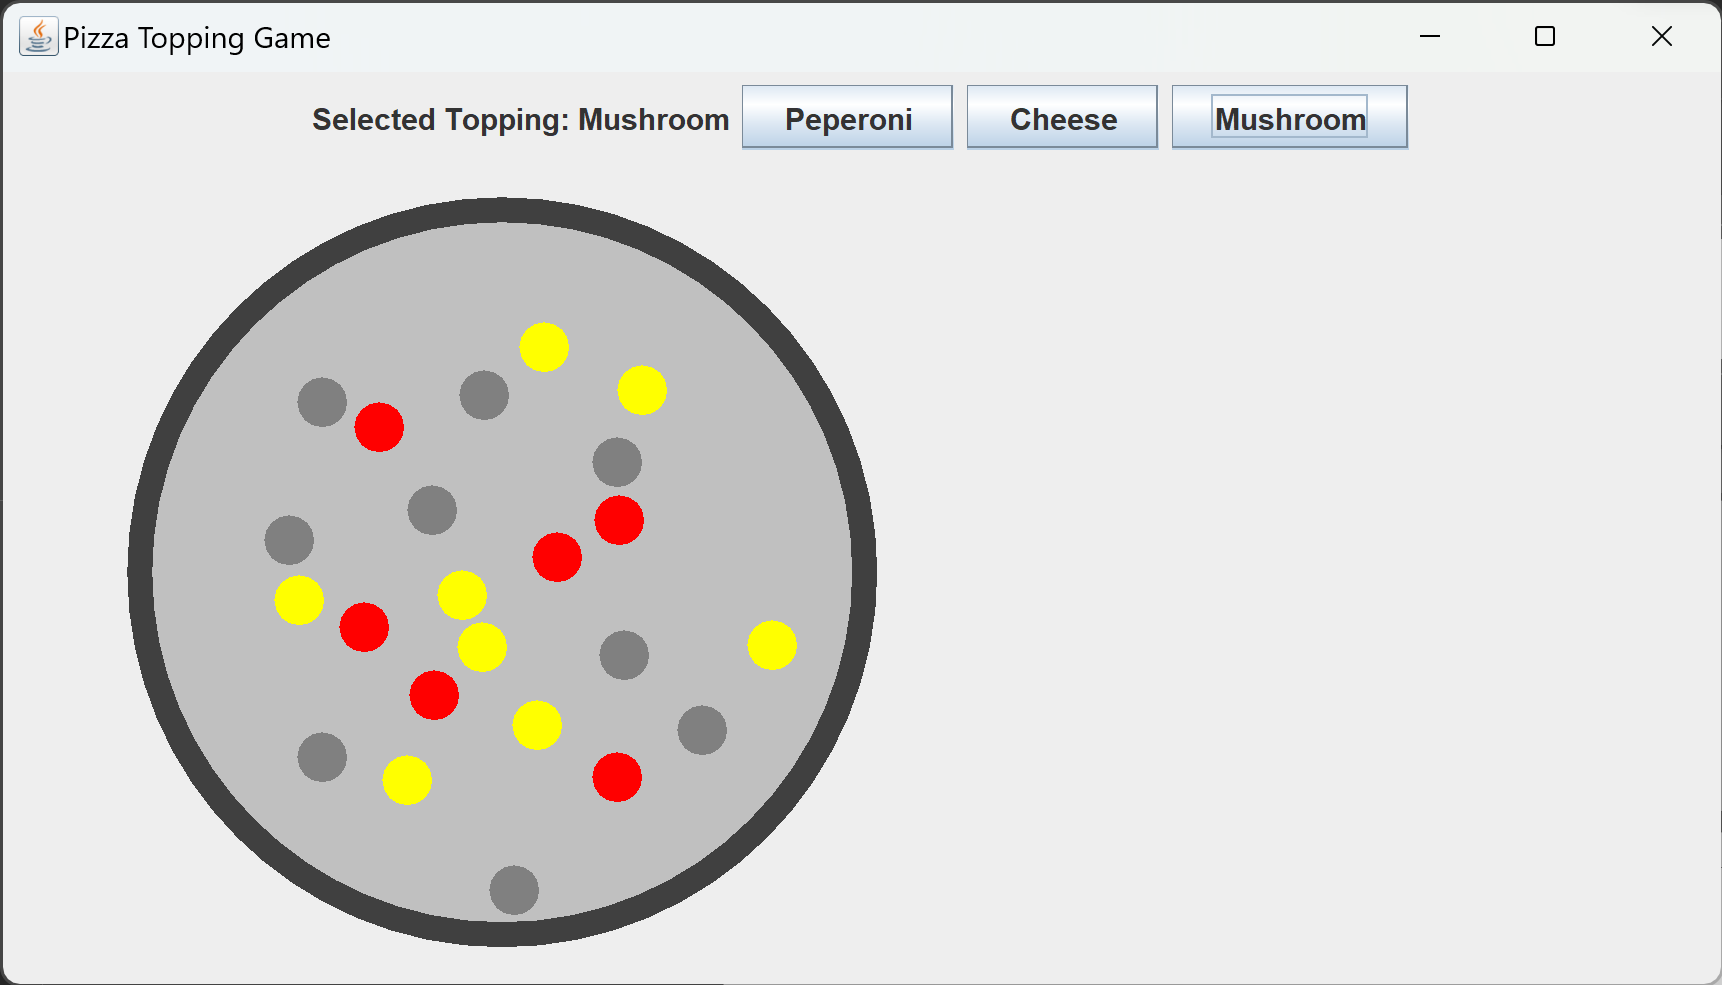 Pizza Topping Game
Selected Topping: Mushroom Peperoni Cheese Mushroom